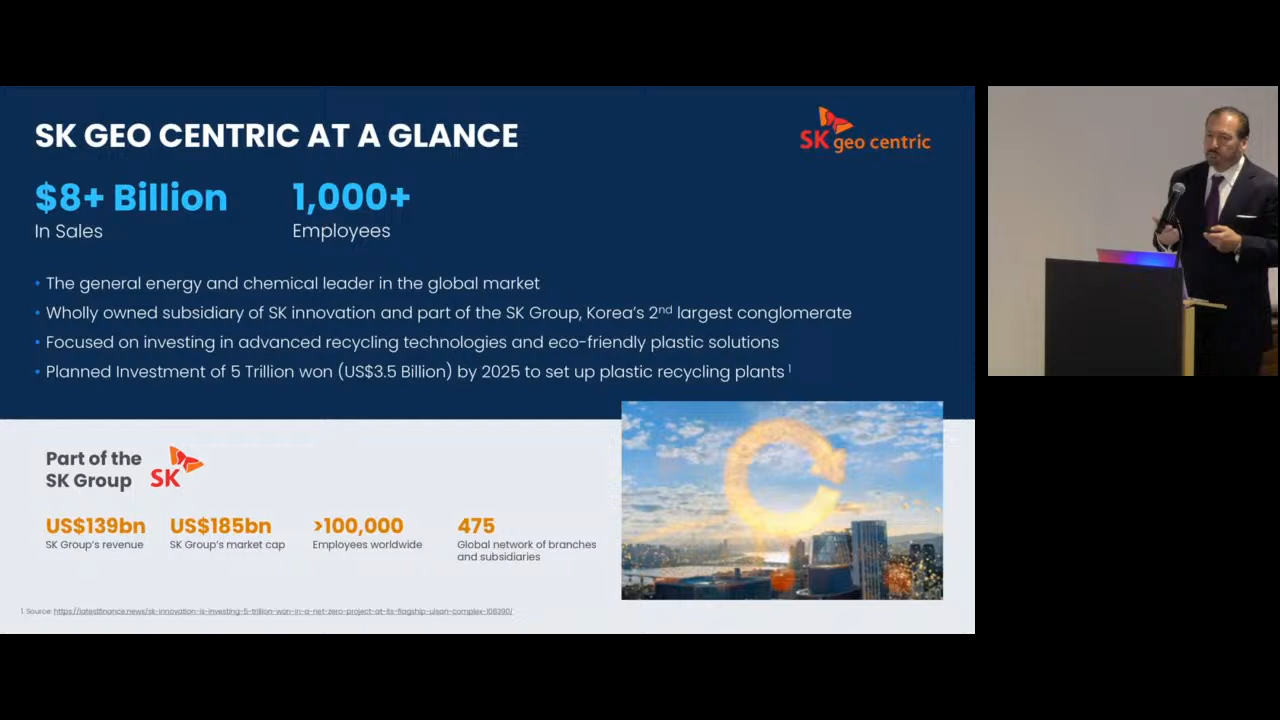 SK GEO CENTRIC AT A GLANCE
SK geo centric
$8+ Billion
In Sales
1,000+
Employees
• The general energy and chemical leader in the global market
• Wholly owned subsidiary of SK innovation and part of the SK Group, Korea's 2nd largest conglomerate
• Focused on investing in advanced recycling technologies and eco-friendly plastic solutions
• Planned Investment of 5 Trillion won (US$3.5 Billion) by 2025 to set up plastic recycling plants 1
Part of the
SK Group
SK
US$139bn
SK Group's revenue
US$185bn
SK Group's market cap
>100,000
Employees worldwide
475
Global network of branches
and subsidiaries
1. Source: https://latestfinance.news/sk-innovation-is-investing-5-trillion-won-in-a-net-zero-project-at-its-flagship-ulsan-complex-108390/